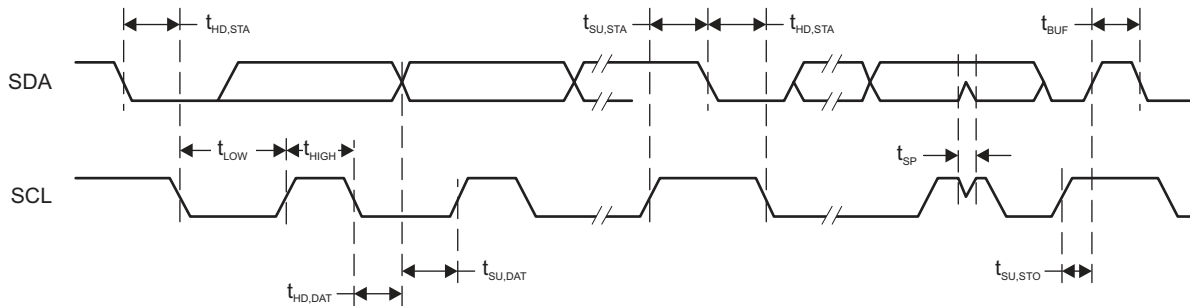 tHD,STA
tSU,STA
tHD,STA
tBUF
SDA
tLOW
tHIGH
tSP
SCL
tSU,DAT
tSU,STO
tHD,DAT